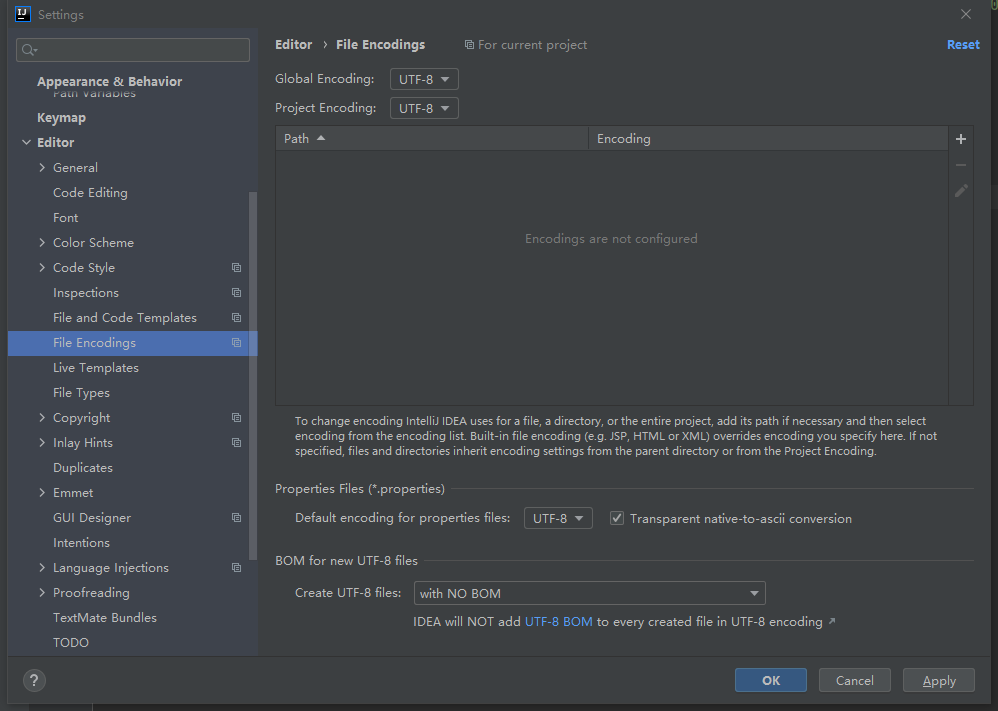 Settings
Appearance & Behavior
Path Variables
Keymap
Editor
General
Code Editing
Font
Color Scheme
Code Style
Inspections
File and Code Templates
File Encodings
Live Templates
File Types
Copyright
Inlay Hints
Duplicates
Emmet
GUI Designer
Intentions
Language Injections
Proofreading
TextMate Bundles
TODO
Editor › File Encodings For current project Reset
Global Encoding: UTF-8
Project Encoding: UTF-8
Path Encoding
Encodings are not configured
To change encoding IntelliJ IDEA uses for a file, a directory, or the entire project, add its path if necessary and then select
encoding from the encoding list. Built-in file encoding (e.g. JSP, HTML or XML) overrides encoding you specify here. If not
specified, files and directories inherit encoding settings from the parent directory or from the Project Encoding.
Properties Files (*.properties)
Default encoding for properties files: UTF-8 Transparent native-to-ascii conversion
BOM for new UTF-8 files
Create UTF-8 files: with NO BOM
IDEA will NOT add UTF-8 BOM to every created file in UTF-8 encoding ↗
? OK Cancel Apply